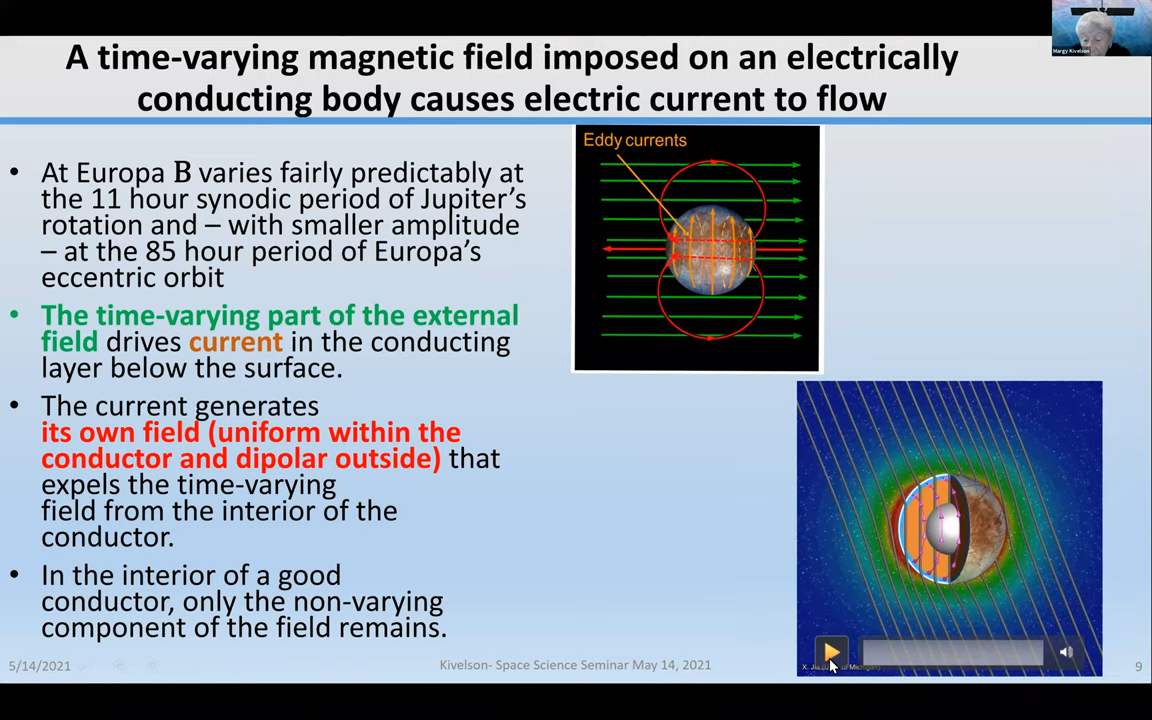 Margy Kivelson
A time-varying magnetic field imposed on an electrically
conducting body causes electric current to flow
Eddy currents
• At Europa B varies fairly predictably at
the 11 hour synodic period of Jupiter's
rotation and – with smaller amplitude
– at the 85 hour period of Europa's
eccentric orbit
• The time-varying part of the external
field drives current in the conducting
layer below the surface.
• The current generates
its own field (uniform within the
conductor and dipolar outside) that
expels the time-varying
field from the interior of the
conductor.
• In the interior of a good
conductor, only the non-varying
component of the field remains.
X. Jia
5/14/2021
Kivelson- Space Science Seminar May 14, 2021
9